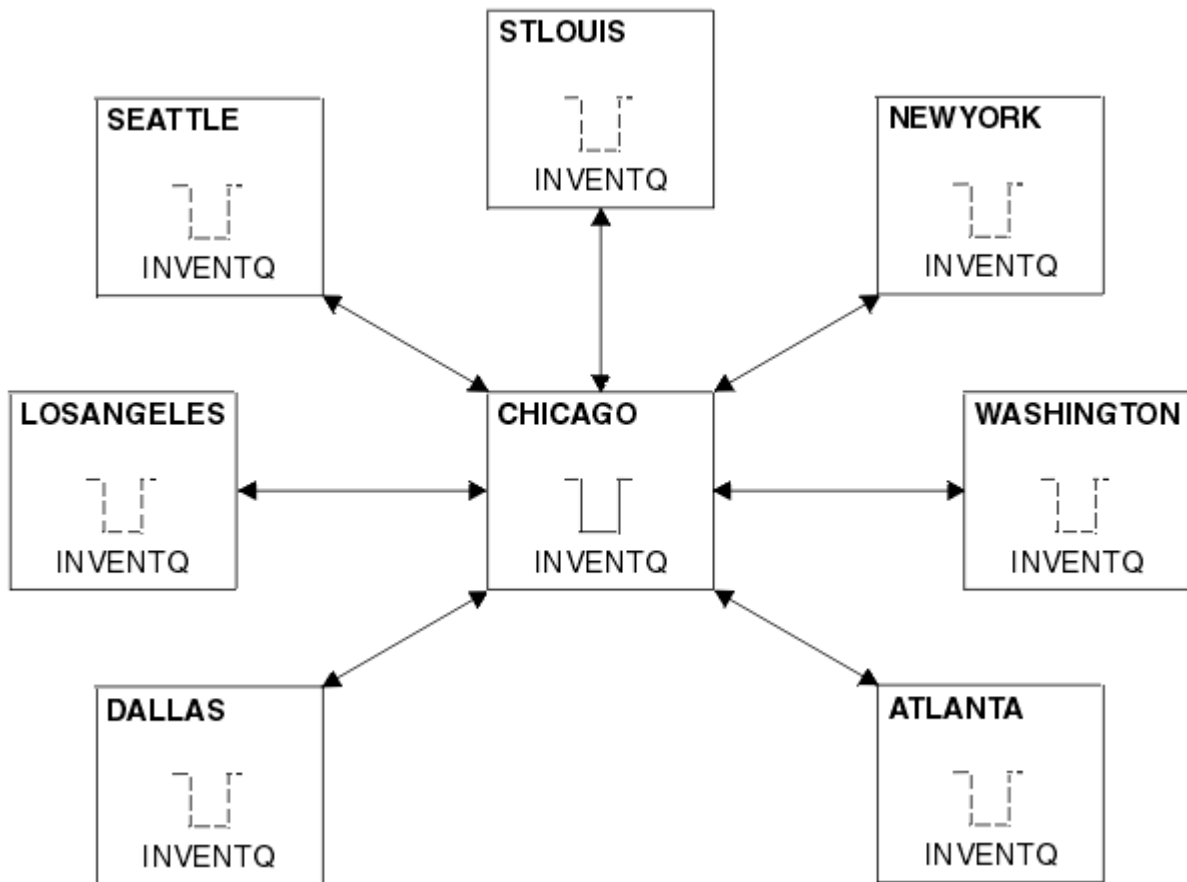 STLOUIS
INVENTQ
SEATTLE
INVENTQ
NEWYORK
INVENTQ
LOSANGELES
INVENTQ
CHICAGO
INVENTQ
WASHINGTON
INVENTQ
DALLAS
INVENTQ
ATLANTA
INVENTQ